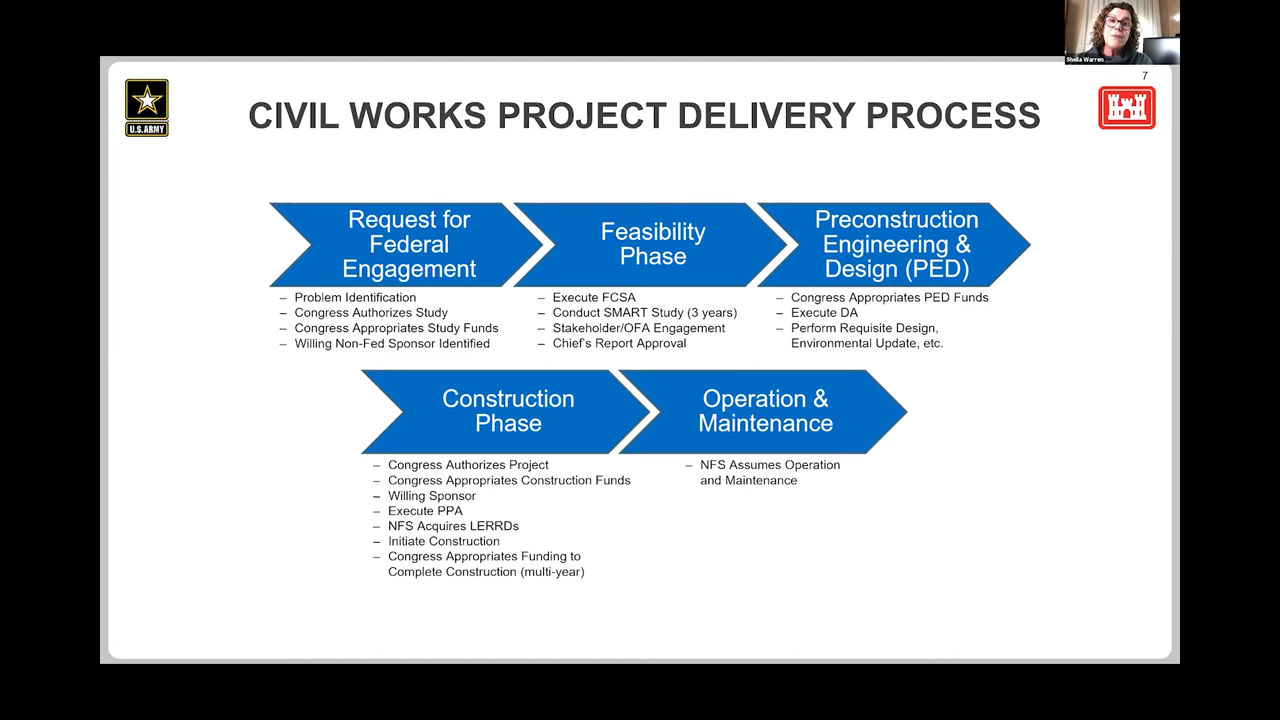 Sheila Warren
7
U.S.ARMY
CIVIL WORKS PROJECT DELIVERY PROCESS
Request for
Federal
Engagement
– Problem Identification
– Congress Authorizes Study
– Congress Appropriates Study Funds
– Willing Non-Fed Sponsor Identified
Feasibility
Phase
– Execute FCSA
– Conduct SMART Study (3 years)
– Stakeholder/OFA Engagement
– Chief's Report Approval
Preconstruction
Engineering &
Design (PED)
– Congress Appropriates PED Funds
– Execute DA
– Perform Requisite Design,
Environmental Update, etc.
Construction
Phase
– Congress Authorizes Project
– Congress Appropriates Construction Funds
– Willing Sponsor
– Execute PPA
– NFS Acquires LERRDs
– Initiate Construction
– Congress Appropriates Funding to
Complete Construction (multi-year)
Operation &
Maintenance
– NFS Assumes Operation
and Maintenance